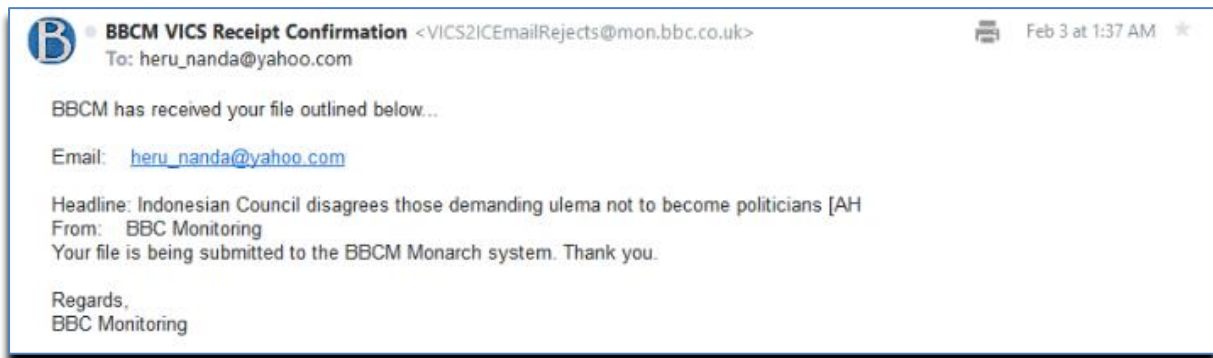 B BBCM VICS Receipt Confirmation <VICS2ICEmailRejects@mon.bbc.co.uk> Feb 3 at 1:37 AM
To: heru_nanda@yahoo.com
BBCM has received your file outlined below...
Email: heru_nanda@yahoo.com
Headline: Indonesian Council disagrees those demanding ulema not to become politicians [AH
From: BBC Monitoring
Your file is being submitted to the BBCM Monarch system. Thank you.
Regards,
BBC Monitoring